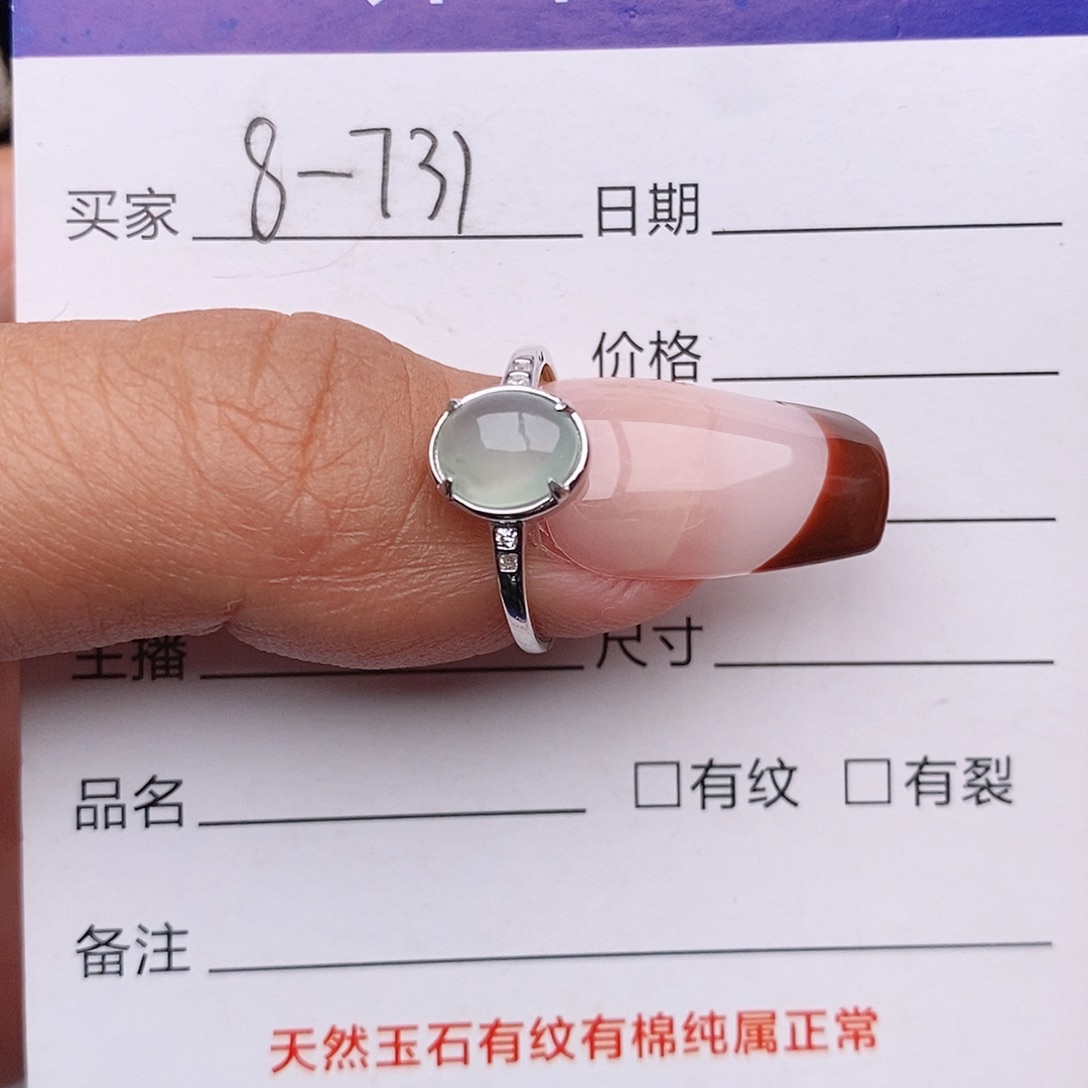 买家 8-731 日期
价格
主播 尺寸
品名 □有纹 □有裂
备注
天然玉石有纹有棉纯属正常